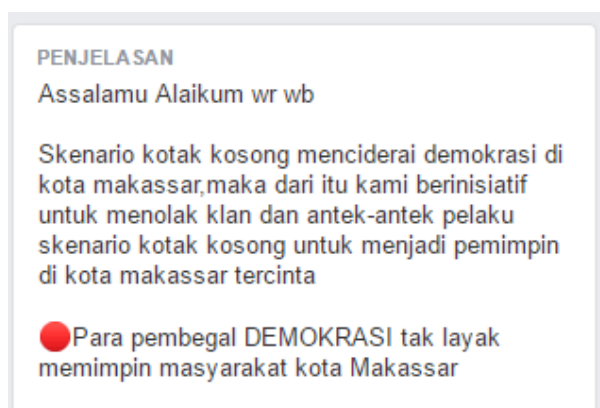 PENJELASAN
Assalamu Alaikum wr wb
Skenario kotak kosong menciderai demokrasi di
kota makassar,maka dari itu kami berinisiatif
untuk menolak klan dan antek-antek pelaku
skenario kotak kosong untuk menjadi pemimpin
di kota makassar tercinta
🔴Para pembegal DEMOKRASI tak layak
memimpin masyarakat kota Makassar